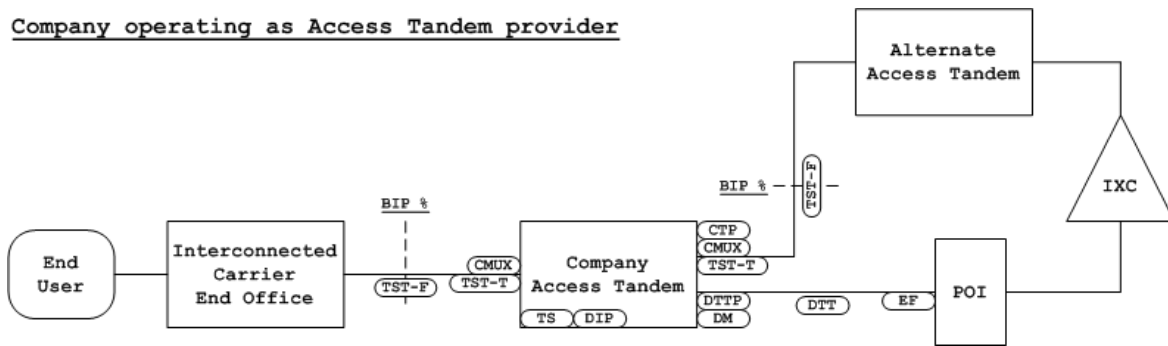 Company operating as Access Tandem provider
Alternate
Access Tandem
IXC
BIP %
TST-F
BIP %
End
User
Interconnected
Carrier
End Office
TST-F
CMUX
TST-T
Company
Access Tandem
TS
DIP
CTP
CMUX
TST-T
DTTP
DM
DTT
EF
POI